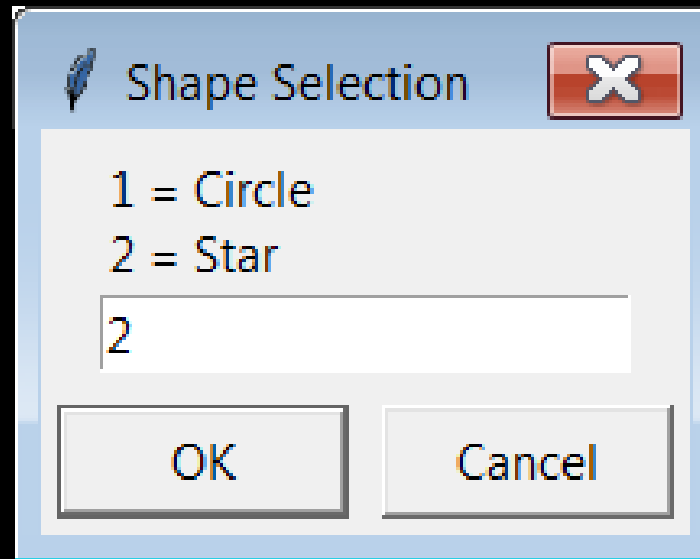 Shape Selection
1 = Circle
2 = Star
2
OK Cancel